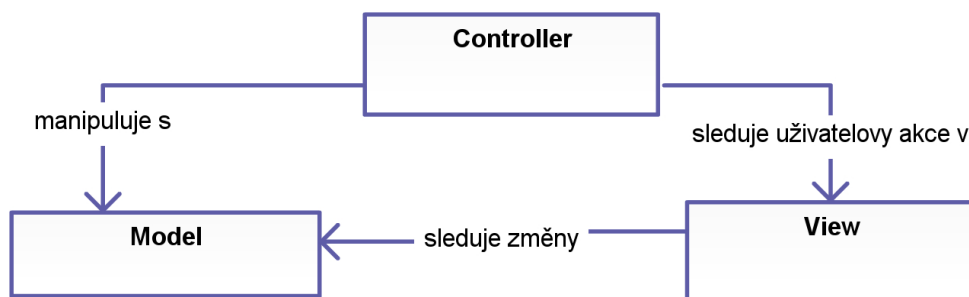 Controller
manipuluje s
sleduje uživatelovy akce v
Model
sleduje změny
View